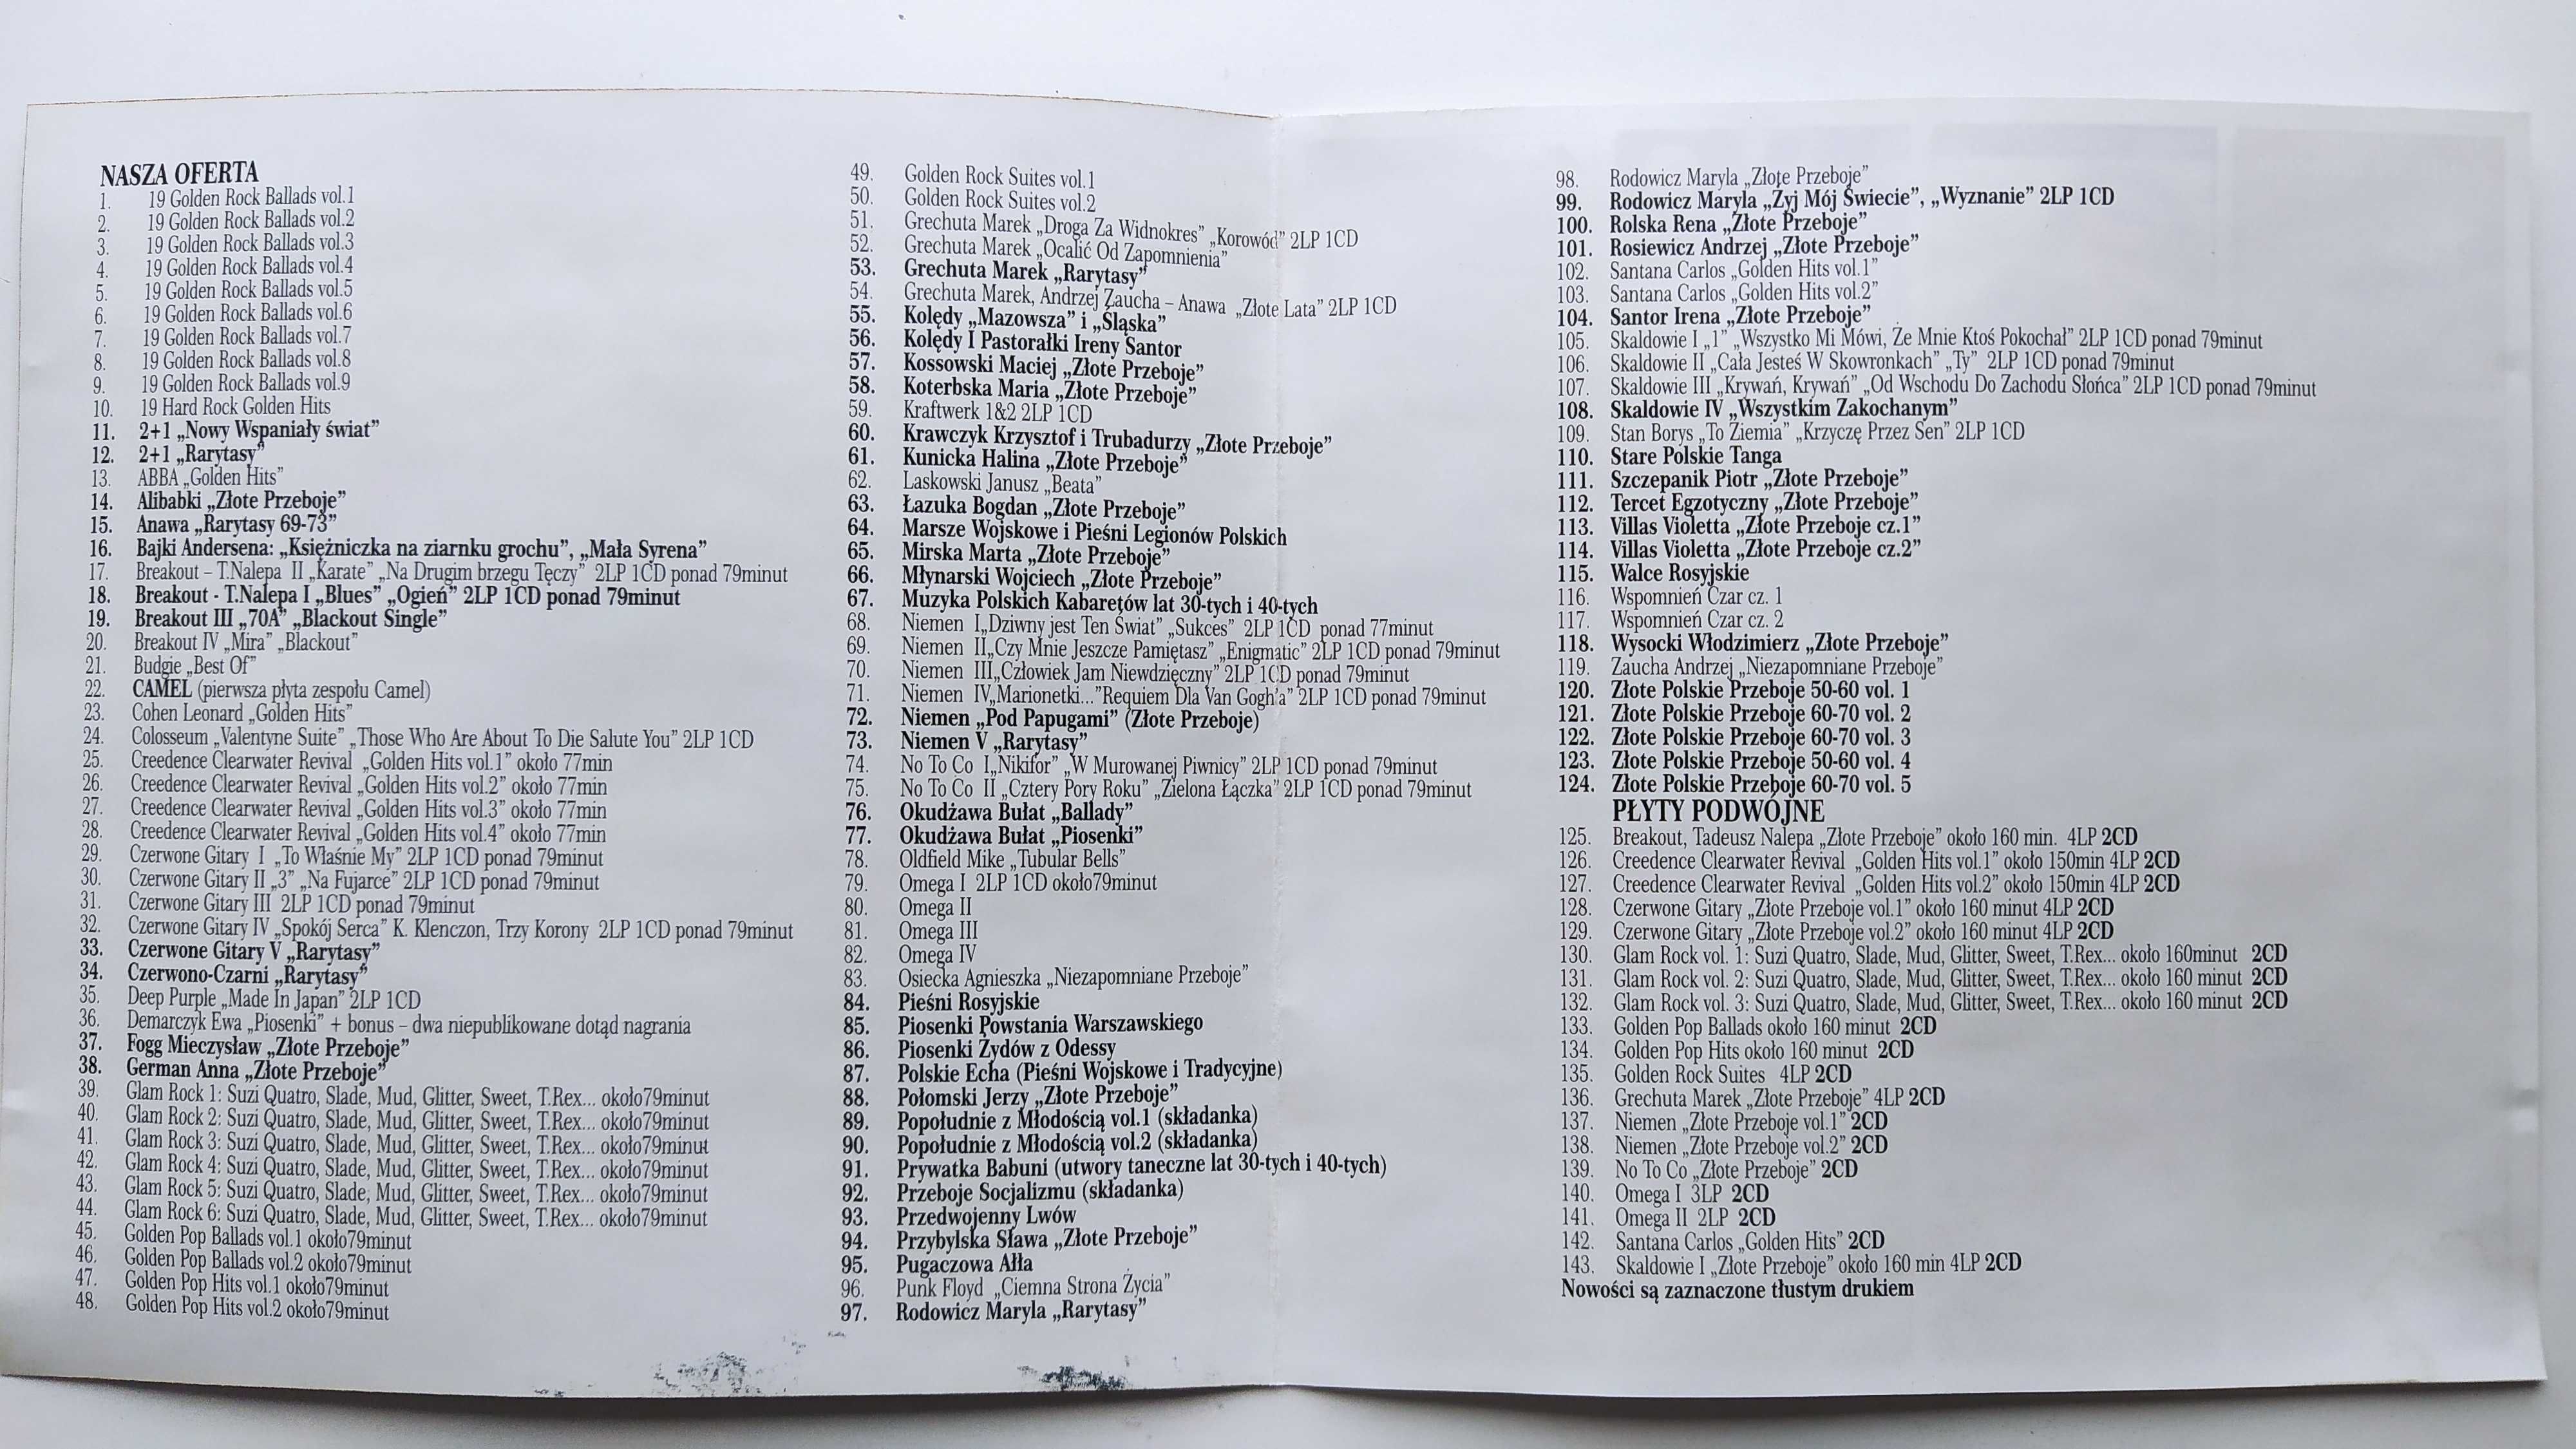 NASZA OFERTA
1. 19 Golden Rock Ballads vol.1
2. 19 Golden Rock Ballads vol.2
3. 19 Golden Rock Ballads vol.3
4. 19 Golden Rock Ballads vol.4
5. 19 Golden Rock Ballads vol.5
6. 19 Golden Rock Ballads vol.6
7. 19 Golden Rock Ballads vol.7
8. 19 Golden Rock Ballads vol.8
9. 19 Golden Rock Ballads vol.9
10. 19 Hard Rock Golden Hits
11. 2+1 „Nowy Wspaniały świat”
12. 2+1 „Rarytasy”
13. ABBA „Golden Hits”
14. Alibabki „Złote Przeboje”
15. Anawa „Rarytasy 69-73”
16. Bajki Andersena: „Księżniczka na ziarnku grochu”, „Mała Syrena”
17. Breakout – T.Nalepa II „Karate” „Na Drugim brzegu Tęczy” 2LP 1CD ponad 79minut
18. Breakout - T.Nalepa I „Blues” „Ogień” 2LP 1CD ponad 79minut
19. Breakout III „70A” „Blackout Single”
20. Breakout IV „Mira” „Blackout”
21. Budgie „Best Of”
22. CAMEL (pierwsza płyta zespołu Camel)
23. Cohen Leonard „Golden Hits”
24. Colosseum „Valentyne Suite” „Those Who Are About To Die Salute You” 2LP 1CD
25. Creedence Clearwater Revival „Golden Hits vol.1” około 77min
26. Creedence Clearwater Revival „Golden Hits vol.2” około 77min
27. Creedence Clearwater Revival „Golden Hits vol.3” około 77min
28. Creedence Clearwater Revival „Golden Hits vol.4” około 77min
29. Czerwone Gitary I „To Właśnie My” 2LP 1CD ponad 79minut
30. Czerwone Gitary II „3” „Na Fujarce” 2LP 1CD ponad 79minut
31. Czerwone Gitary III 2LP 1CD ponad 79minut
32. Czerwone Gitary IV „Spokój Serca” K. Klenczon, Trzy Korony 2LP 1CD ponad 79minut
33. Czerwone Gitary V „Rarytasy”
34. Czerwono-Czarni „Rarytasy”
35. Deep Purple „Made In Japan” 2LP 1CD
36. Demarczyk Ewa „Piosenki” + bonus – dwa niepublikowane dotąd nagrania
37. Fogg Mieczysław „Złote Przeboje”
38. German Anna „Złote Przeboje”
39. Glam Rock 1: Suzi Quatro, Slade, Mud, Glitter, Sweet, T.Rex... około79minut
40. Glam Rock 2: Suzi Quatro, Slade, Mud, Glitter, Sweet, T.Rex... około79minut
41. Glam Rock 3: Suzi Quatro, Slade, Mud, Glitter, Sweet, T.Rex... około79minut
42. Glam Rock 4: Suzi Quatro, Slade, Mud, Glitter, Sweet, T.Rex... około79minut
43. Glam Rock 5: Suzi Quatro, Slade, Mud, Glitter, Sweet, T.Rex... około79minut
44. Glam Rock 6: Suzi Quatro, Slade, Mud, Glitter, Sweet, T.Rex... około79minut
45. Golden Pop Ballads vol.1 około79minut
46. Golden Pop Ballads vol.2 około79minut
47. Golden Pop Hits vol.1 około79minut
48. Golden Pop Hits vol.2 około79minut
49. Golden Rock Suites vol.1
50. Golden Rock Suites vol.2
51. Grechuta Marek „Droga Za Widnokres” „Korowód” 2LP 1CD
52. Grechuta Marek „Ocalić Od Zapomnienia”
53. Grechuta Marek „Rarytasy”
54. Grechuta Marek, Andrzej Zaucha – Anawa „Złote Lata” 2LP 1CD
55. Kolędy „Mazowsza” i „Śląska”
56. Kolędy I Pastorałki Ireny Santor
57. Kossowski Maciej „Złote Przeboje”
58. Koterbska Maria „Złote Przeboje”
59. Kraftwerk 1&2 2LP 1CD
60. Krawczyk Krzysztof i Trubadurzy „Złote Przeboje”
61. Kunicka Halina „Złote Przeboje”
62. Laskowski Janusz „Beata”
63. Łazuka Bogdan „Złote Przeboje”
64. Marsze Wojskowe i Pieśni Legionów Polskich
65. Mirska Marta „Złote Przeboje”
66. Młynarski Wojciech „Złote Przeboje”
67. Muzyka Polskich Kabaretów lat 30-tych i 40-tych
68. Niemen I„Dziwny jest Ten Świat” „Sukces” 2LP 1CD ponad 77minut
69. Niemen II„Czy Mnie Jeszcze Pamiętasz” „Enigmatic” 2LP 1CD ponad 79minut
70. Niemen III„Człowiek Jam Niewdzięczny” 2LP 1CD ponad 79minut
71. Niemen IV„Marionetki...”Requiem Dla Van Gogh'a” 2LP 1CD ponad 79minut
72. Niemen „Pod Papugami” (Złote Przeboje)
73. Niemen V „Rarytasy”
74. No To Co I„Nikifor” „W Murowanej Piwnicy” 2LP 1CD ponad 79minut
75. No To Co II „Cztery Pory Roku” „Zielona Łączka” 2LP 1CD ponad 79minut
76. Okudżawa Bułat „Ballady”
77. Okudżawa Bułat „Piosenki”
78. Oldfield Mike „Tubular Bells”
79. Omega I 2LP 1CD około79minut
80. Omega II
81. Omega III
82. Omega IV
83. Osiecka Agnieszka „Niezapomniane Przeboje”
84. Pieśni Rosyjskie
85. Piosenki Powstania Warszawskiego
86. Piosenki Żydów z Odessy
87. Polskie Echa (Pieśni Wojskowe i Tradycyjne)
88. Połomski Jerzy „Złote Przeboje”
89. Popołudnie z Młodością vol.1 (składanka)
90. Popołudnie z Młodością vol.2 (składanka)
91. Prywatka Babuni (utwory taneczne lat 30-tych i 40-tych)
92. Przeboje Socjalizmu (składanka)
93. Przedwojenny Lwów
94. Przybylska Sława „Złote Przeboje”
95. Pugaczowa Ałła
96. Punk Floyd „Ciemna Strona Życia”
97. Rodowicz Maryla „Rarytasy”
98. Rodowicz Maryla „Złote Przeboje”
99. Rodowicz Maryla „Żyj Mój Świecie”, „Wyznanie” 2LP 1CD
100. Rolska Rena „Złote Przeboje”
101. Rosiewicz Andrzej „Złote Przeboje”
102. Santana Carlos „Golden Hits vol.1”
103. Santana Carlos „Golden Hits vol.2”
104. Santor Irena „Złote Przeboje”
105. Skaldowie I „1” „Wszystko Mi Mówi, Że Mnie Ktoś Pokochał” 2LP 1CD ponad 79minut
106. Skaldowie II „Cała Jesteś W Skowronkach” „Ty” 2LP 1CD ponad 79minut
107. Skaldowie III „Krywań, Krywań” „Od Wschodu Do Zachodu Słońca” 2LP 1CD ponad 79minut
108. Skaldowie IV „Wszystkim Zakochanym”
109. Stan Borys „To Ziemia” „Krzyczę Przez Sen” 2LP 1CD
110. Stare Polskie Tanga
111. Szczepanik Piotr „Złote Przeboje”
112. Tercet Egzotyczny „Złote Przeboje”
113. Villas Violetta „Złote Przeboje cz.1”
114. Villas Violetta „Złote Przeboje cz.2”
115. Walce Rosyjskie
116. Wspomnień Czar cz. 1
117. Wspomnień Czar cz. 2
118. Wysocki Włodzimierz „Złote Przeboje”
119. Zaucha Andrzej „Niezapomniane Przeboje”
120. Złote Polskie Przeboje 50-60 vol. 1
121. Złote Polskie Przeboje 60-70 vol. 2
122. Złote Polskie Przeboje 60-70 vol. 3
123. Złote Polskie Przeboje 50-60 vol. 4
124. Złote Polskie Przeboje 60-70 vol. 5
PŁYTY PODWÓJNE
125. Breakout, Tadeusz Nalepa „Złote Przeboje” około 160 min. 4LP 2CD
126. Creedence Clearwater Revival „Golden Hits vol.1” około 150min 4LP 2CD
127. Creedence Clearwater Revival „Golden Hits vol.2” około 150min 4LP 2CD
128. Czerwone Gitary „Złote Przeboje vol.1” około 160 minut 4LP 2CD
129. Czerwone Gitary „Złote Przeboje vol.2” około 160 minut 4LP 2CD
130. Glam Rock vol. 1: Suzi Quatro, Slade, Mud, Glitter, Sweet, T.Rex... około 160minut 2CD
131. Glam Rock vol. 2: Suzi Quatro, Slade, Mud, Glitter, Sweet, T.Rex... około 160 minut 2CD
132. Glam Rock vol. 3: Suzi Quatro, Slade, Mud, Glitter, Sweet, T.Rex... około 160 minut 2CD
133. Golden Pop Ballads około 160 minut 2CD
134. Golden Pop Hits około 160 minut 2CD
135. Golden Rock Suites 4LP 2CD
136. Grechuta Marek „Złote Przeboje” 4LP 2CD
137. Niemen „Złote Przeboje vol.1” 2CD
138. Niemen „Złote Przeboje vol.2” 2CD
139. No To Co „Złote Przeboje” 2CD
140. Omega I 3LP 2CD
141. Omega II 2LP 2CD
142. Santana Carlos „Golden Hits” 2CD
143. Skaldowie I „Złote Przeboje” około 160 min 4LP 2CD
Nowości są zaznaczone tłustym drukiem